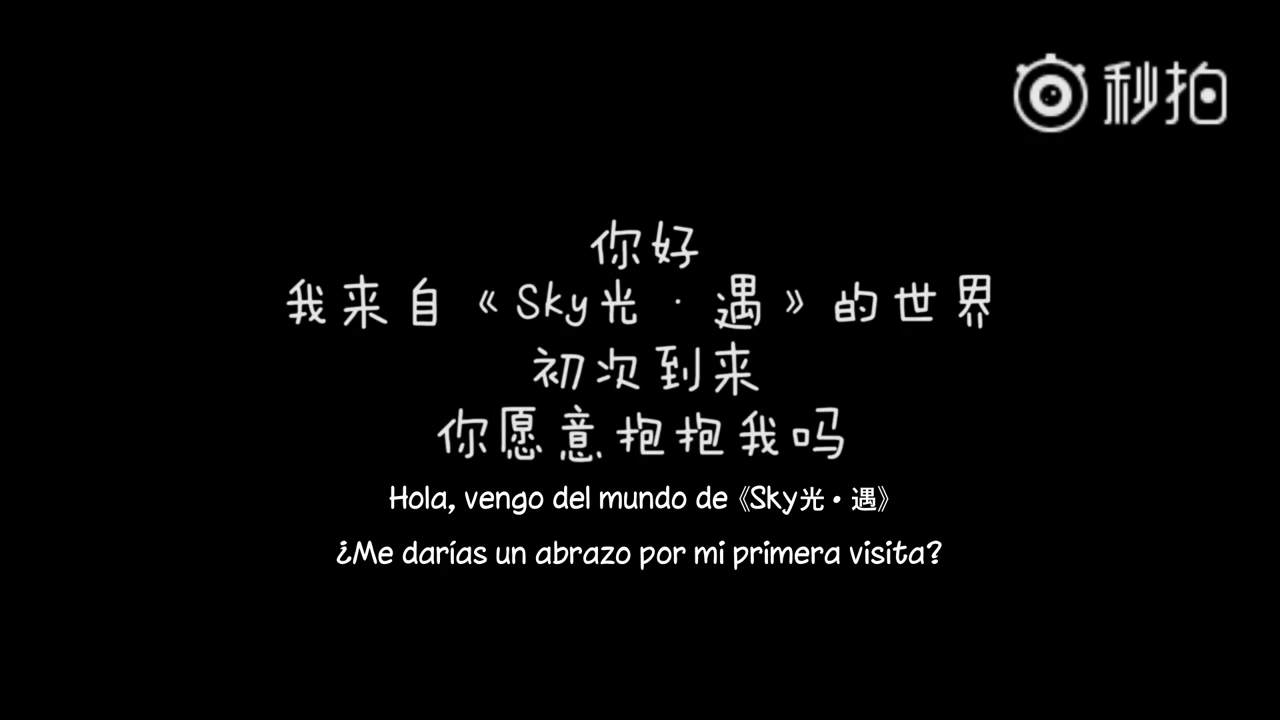 秒拍
你好
我来自《Sky光·遇》的世界
初次到来
你愿意抱抱我吗
Hola, vengo del mundo de《Sky光·遇》
¿Me darías un abrazo por mi primera visita?